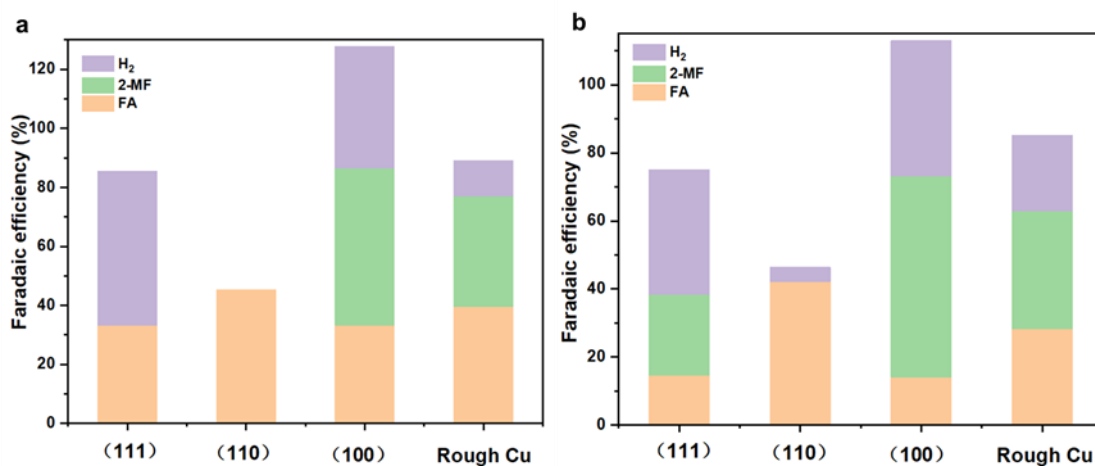 a
H₂
2-MF
FA
Faradaic efficiency (%)
120
100
80
60
40
20
0
（111）
（110）
（100）
Rough Cu
b
H₂
2-MF
FA
Faradaic efficiency (%)
100
80
60
40
20
0
（111）
（110）
（100）
Rough Cu